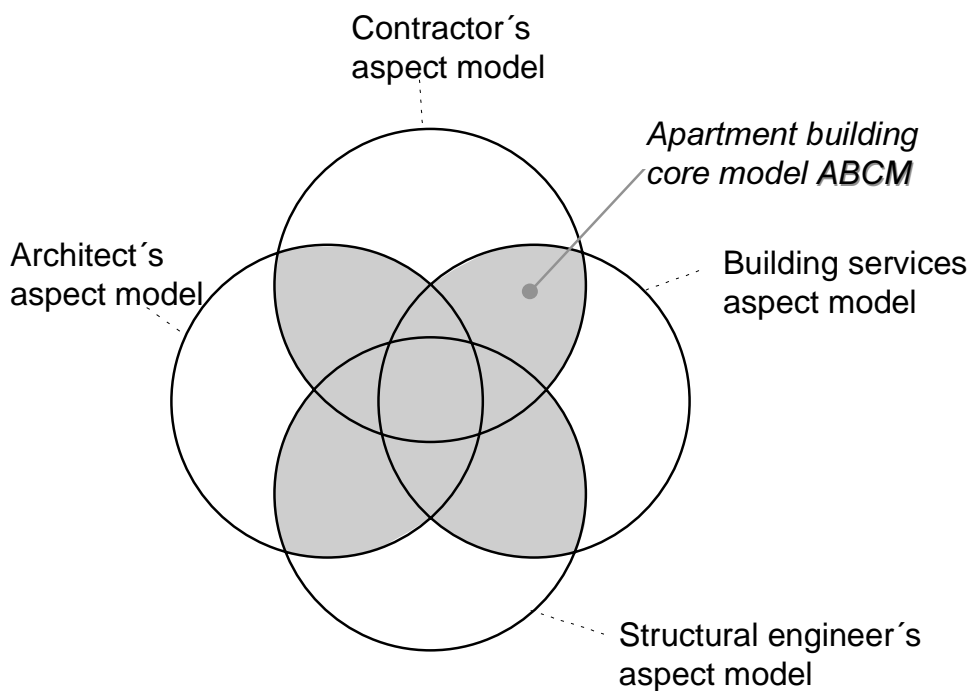 Contractor´s
aspect model
Apartment building
core model ABCM
Architect´s
aspect model
Building services
aspect model
Structural engineer´s
aspect model